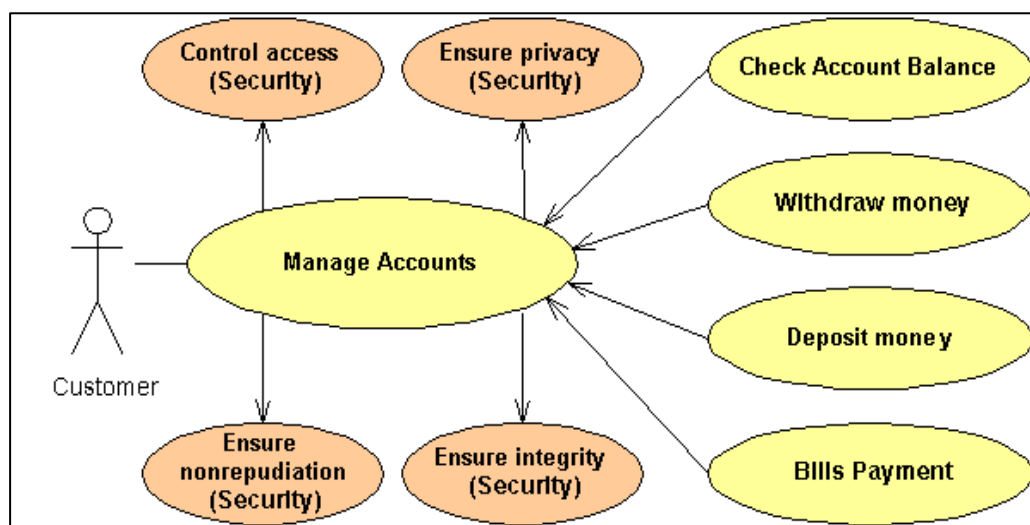 Control access
(Security)
Ensure privacy
(Security)
Check Account Balance
Withdraw money
Manage Accounts
Deposit money
Customer
Ensure
nonrepudiation
(Security)
Ensure integrity
(Security)
Bills Payment